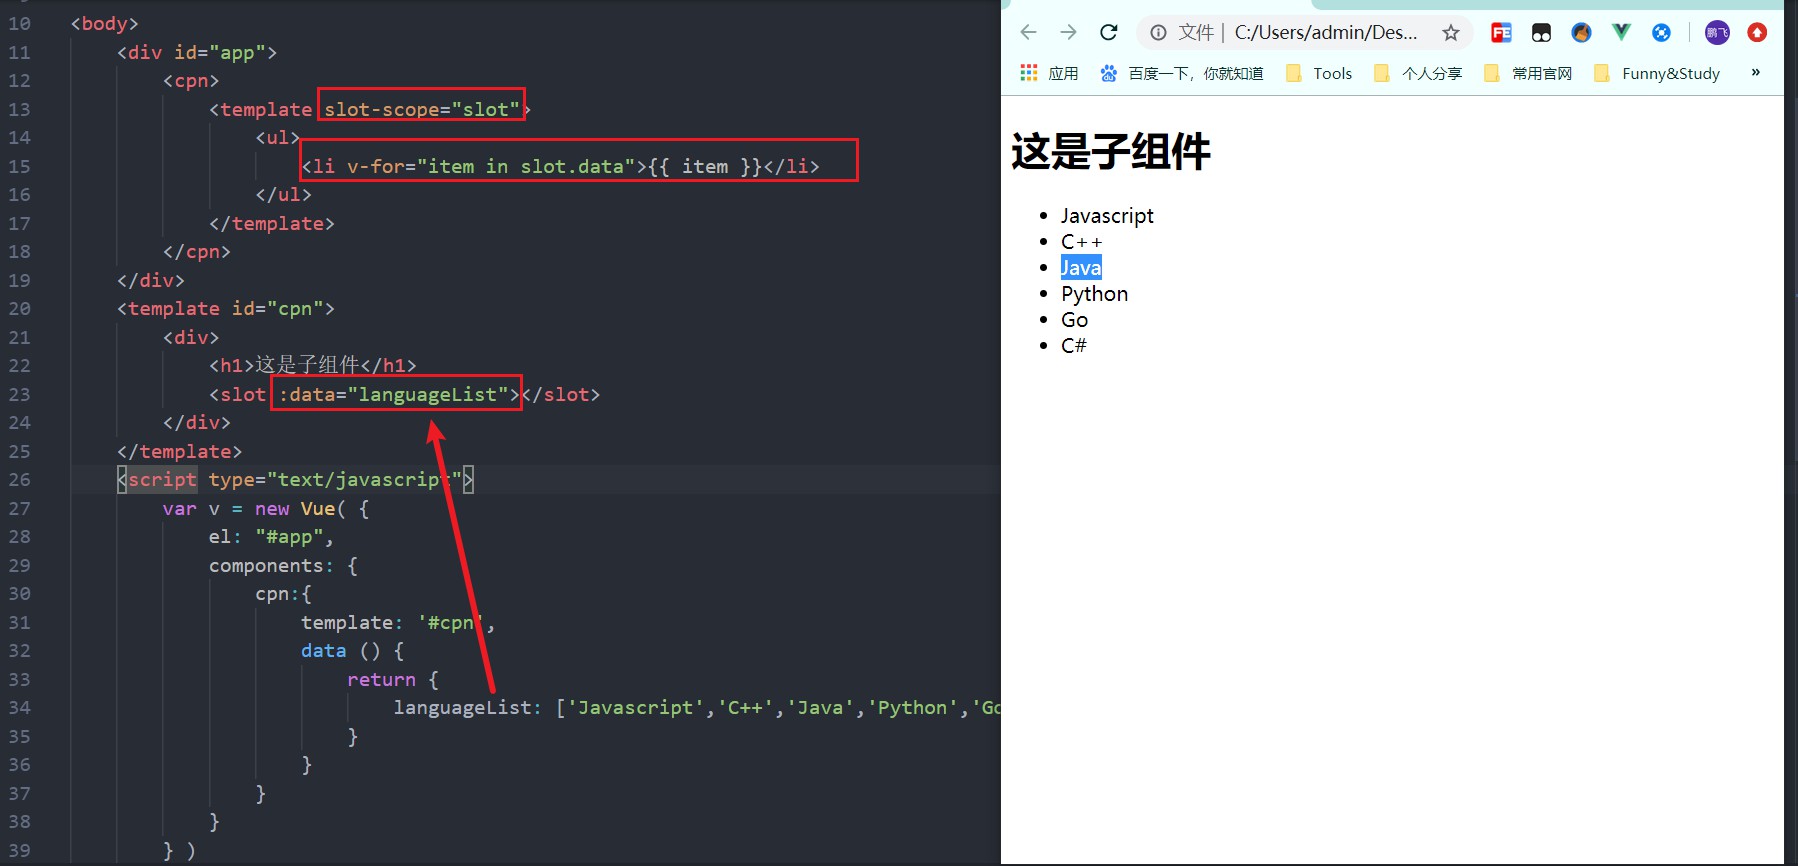 10 <body>
11 <div id="app">
12 <cpn>
13 <template slot-scope="slot">
14 <ul>
15 <li v-for="item in slot.data">{{ item }}</li>
16 </ul>
17 </template>
18 </cpn>
19 </div>
20 <template id="cpn">
21 <div>
22 <h1>这是子组件</h1>
23 <slot :data="languageList"></slot>
24 </div>
25 </template>
26 <script type="text/javascript">
27 var v = new Vue( {
28 el: "#app",
29 components: {
30 cpn:{
31 template: '#cpn',
32 data () {
33 return {
34 languageList: ['Javascript','C++','Java','Python','Go
35 }
36 }
37 }
38 }
39 } )
文件 | C:/Users/admin/Des...
FE
鹏飞
应用 百度一下，你就知道 Tools 个人分享 常用官网 Funny&Study »
这是子组件
• Javascript
• C++
• Java
• Python
• Go
• C#